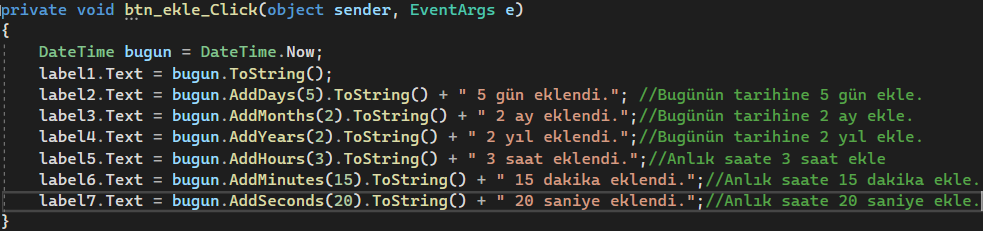 private void btn_ekle_Click(object sender, EventArgs e)
{
DateTime bugun = DateTime.Now;
label1.Text = bugun.ToString();
label2.Text = bugun.AddDays(5).ToString() + " 5 gün eklendi."; //Bugünün tarihine 5 gün ekle.
label3.Text = bugun.AddMonths(2).ToString() + " 2 ay eklendi.";//Bugünün tarihine 2 ay ekle.
label4.Text = bugun.AddYears(2).ToString() + " 2 yıl eklendi.";//Bugünün tarihine 2 yıl ekle.
label5.Text = bugun.AddHours(3).ToString() + " 3 saat eklendi.";//Anlık saate 3 saat ekle
label6.Text = bugun.AddMinutes(15).ToString() + " 15 dakika eklendi.";//Anlık saate 15 dakika ekle.
label7.Text = bugun.AddSeconds(20).ToString() + " 20 saniye eklendi.";//Anlık saate 20 saniye ekle.
}